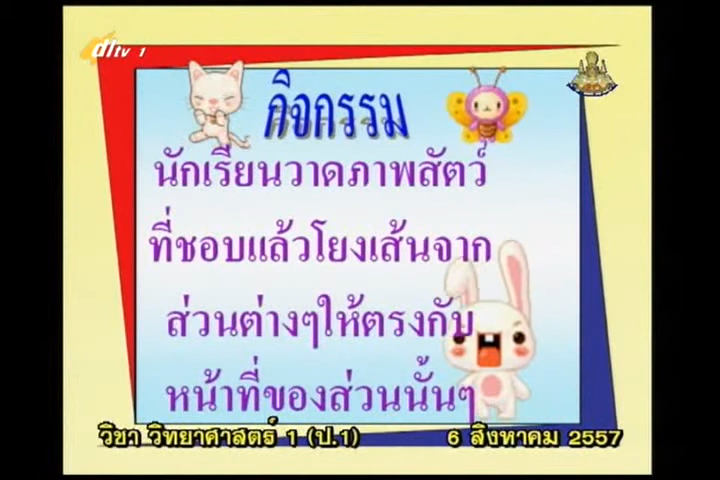 dltv 1
กิจกรรม
นักเรียนวาดภาพสัตว์
ที่ชอบแล้วโยงเส้นจาก
ส่วนต่างๆให้ตรงกับ
หน้าที่ของส่วนนั้นๆ
วิชา วิทยาศาสตร์ 1 (ป.1) 6 สิงหาคม 2557